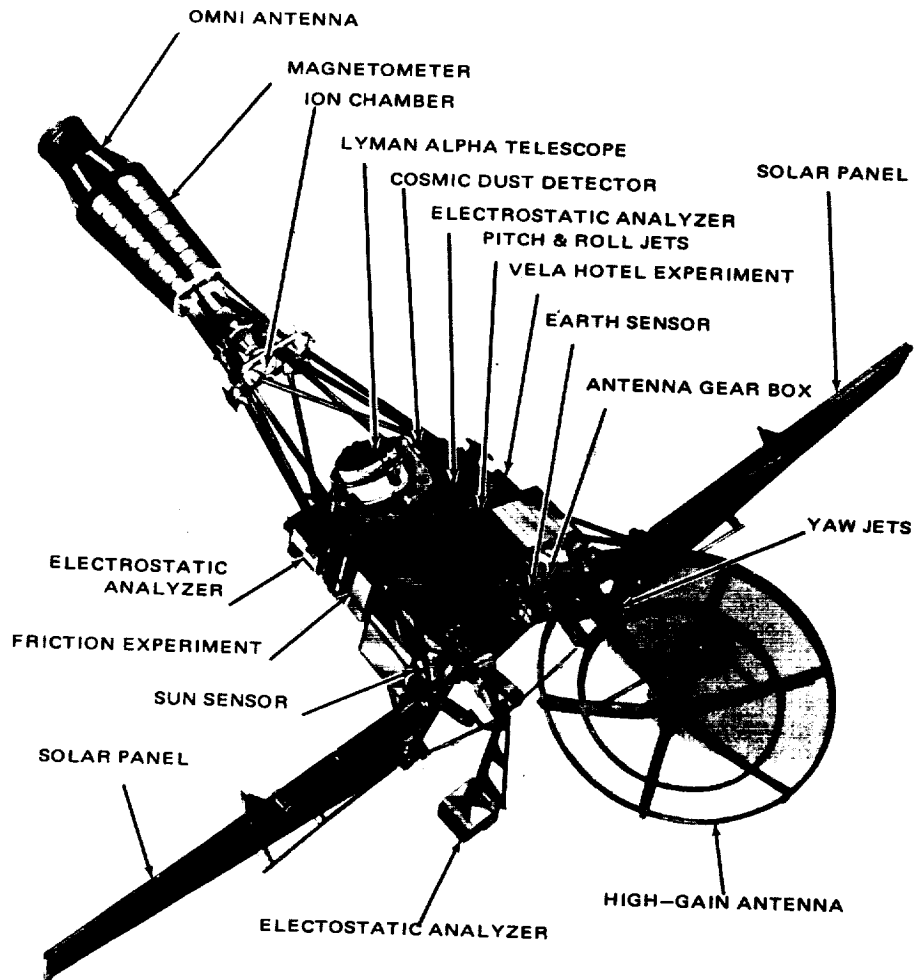 OMNI ANTENNA
MAGNETOMETER
ION CHAMBER
LYMAN ALPHA TELESCOPE
SOLAR PANEL
COSMIC DUST DETECTOR
ELECTROSTATIC ANALYZER
PITCH & ROLL JETS
VELA HOTEL EXPERIMENT
EARTH SENSOR
ANTENNA GEAR BOX
YAW JETS
ELECTROSTATIC
ANALYZER
FRICTION EXPERIMENT
SUN SENSOR
SOLAR PANEL
HIGH–GAIN ANTENNA
ELECTOSTATIC ANALYZER